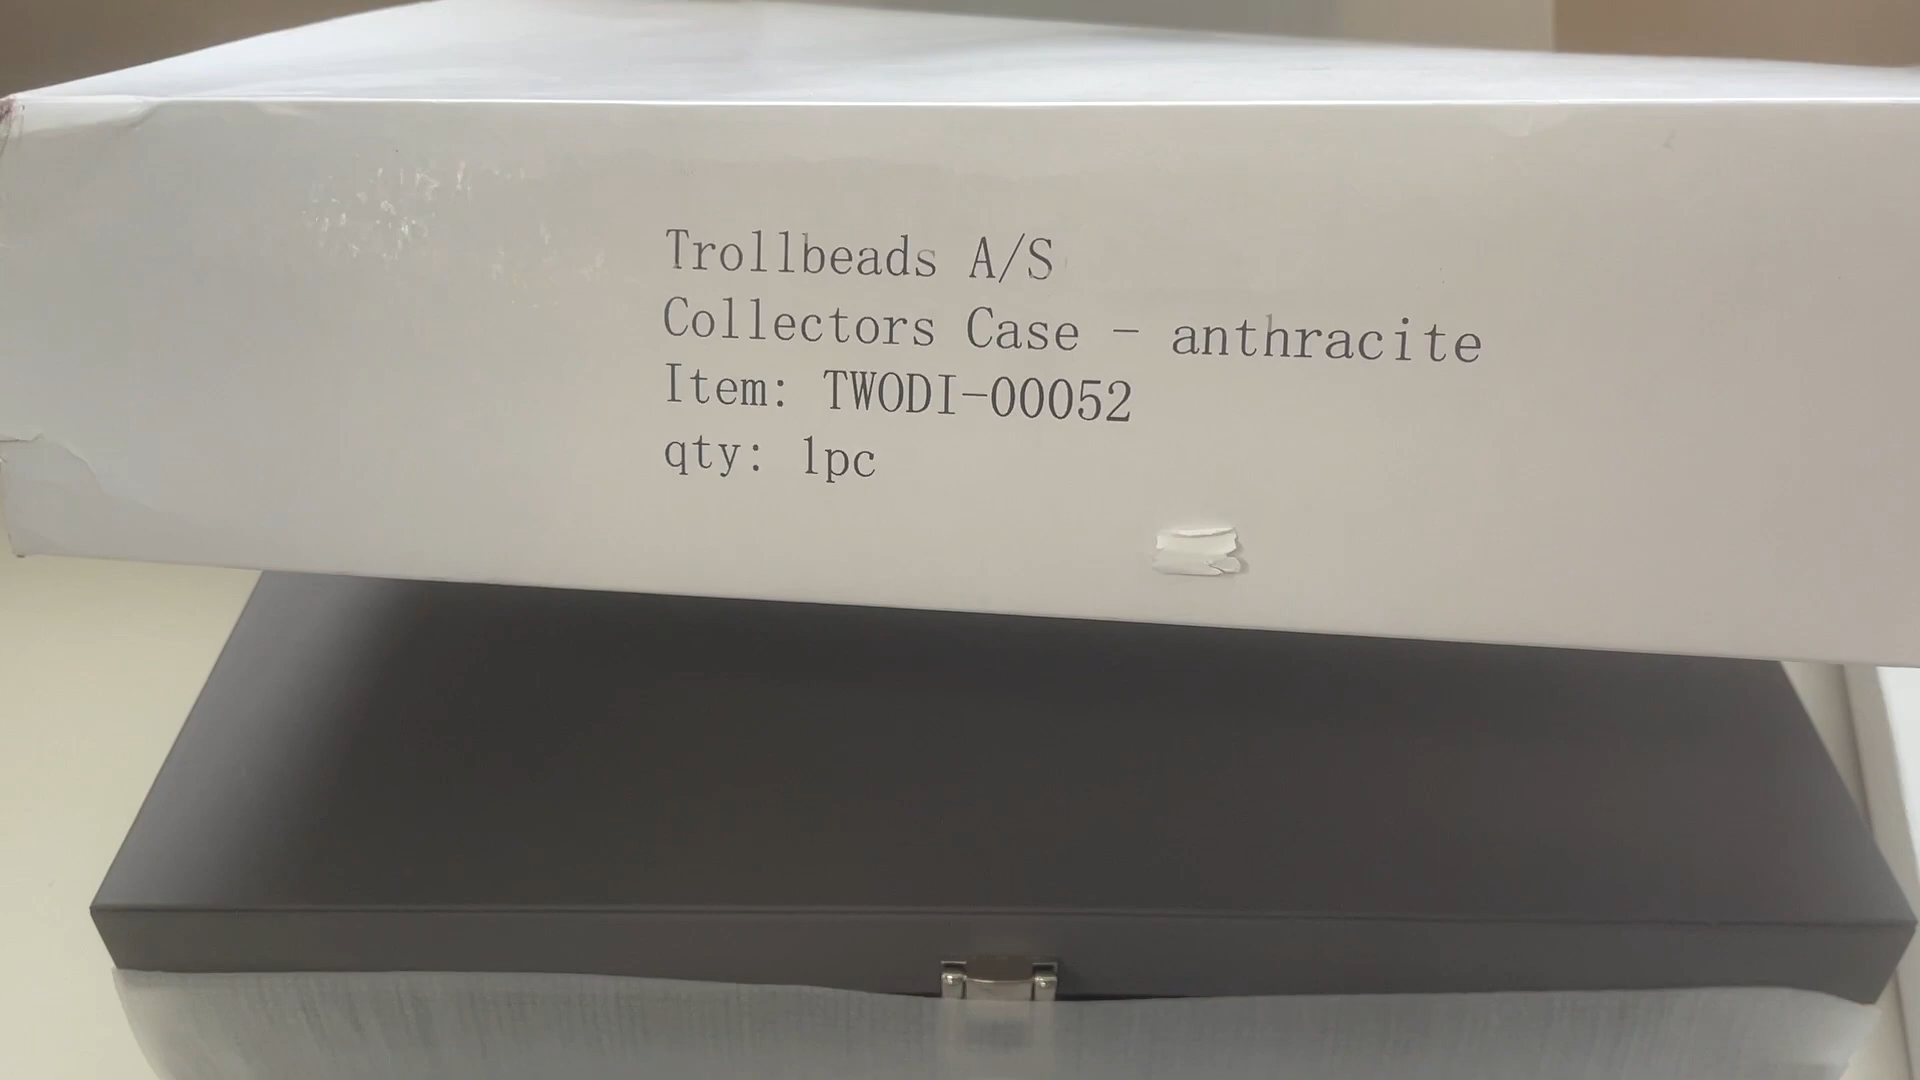 Trollbeads A/S
Collectors Case - anthracite
Item: TWODI-00052
qty: 1pc